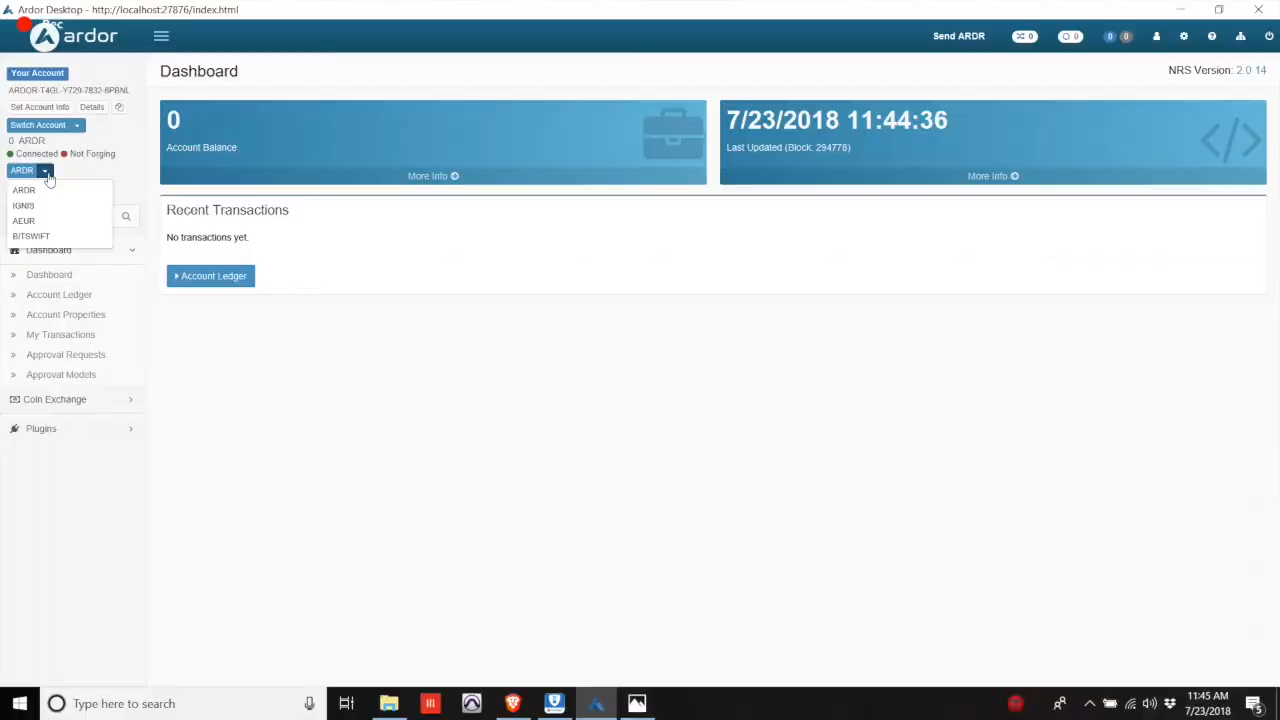 Ardor Desktop - http://localhost:27876/index.html
Rec
ardor
Send ARDR
0
0
0 0
Your Account
ARDOR-T4GL-Y729-7832-6PBNL
Set Account Info Details
Switch Account
0 ARDR
Connected Not Forging
ARDR
ARDR
IGNIS
AEUR
BITSWIFT
Dashboard
Dashboard
Account Ledger
Account Properties
My Transactions
Approval Requests
Approval Models
Coin Exchange
Plugins
Dashboard
NRS Version: 2.0.14
0
Account Balance
More Info
7/23/2018 11:44:36
Last Updated (Block: 294778)
More Info
Recent Transactions
No transactions yet.
Account Ledger
Type here to search
11:45 AM
7/23/2018
5